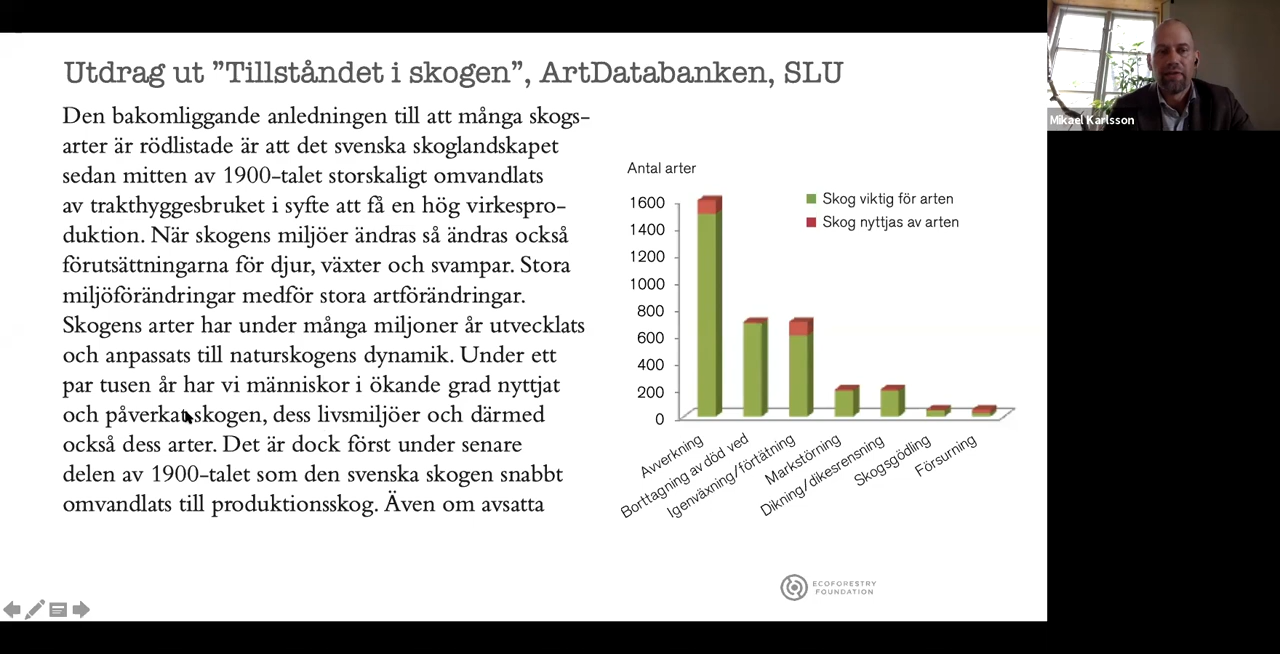 Utdrag ut ”Tillståndet i skogen”, ArtDatabanken, SLU
Den bakomliggande anledningen till att många skogs-
arter är rödlistade är att det svenska skoglandskapet
sedan mitten av 1900-talet storskaligt omvandlats
av trakthyggesbruket i syfte att få en hög virkespro-
duktion. När skogens miljöer ändras så ändras också
förutsättningarna för djur, växter och svampar. Stora
miljöförändringar medför stora artförändringar.
Skogens arter har under många miljoner år utvecklats
och anpassats till naturskogens dynamik. Under ett
par tusen år har vi människor i ökande grad nyttjat
och påverkat skogen, dess livsmiljöer och därmed
också dess arter. Det är dock först under senare
delen av 1900-talet som den svenska skogen snabbt
omvandlats till produktionsskog. Även om avsatta
Antal arter
1600
1400
1200
1000
800
600
400
200
0
Skog viktig för arten
Skog nyttjas av arten
Avverkning
Borttagning av död ved
Igenväxning/förtätning
Markstörning
Dikning/dikesrensning
Skogsgödling
Försurning
ECOFORESTRY
FOUNDATION
Mikael Karlsson